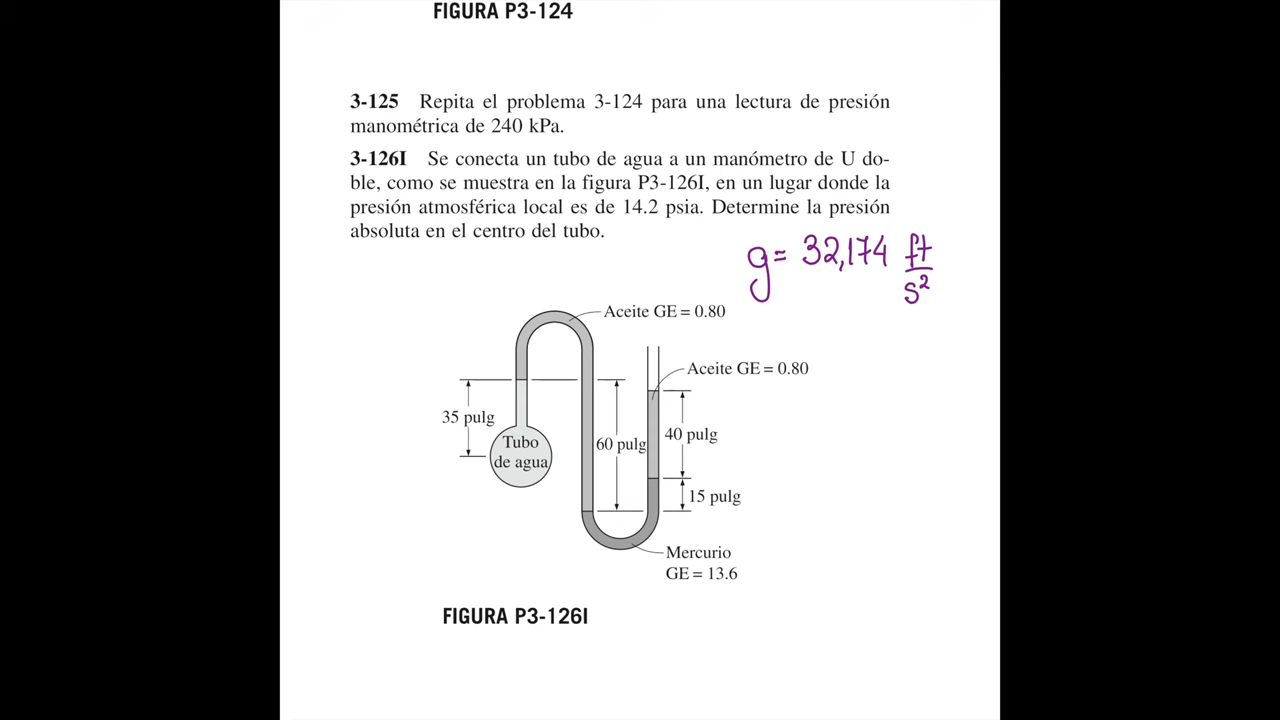 FIGURA P3-124
3-125 Repita el problema 3-124 para una lectura de presión
manométrica de 240 kPa.
3-126I Se conecta un tubo de agua a un manómetro de U do-
ble, como se muestra en la figura P3-126I, en un lugar donde la
presión atmosférica local es de 14.2 psia. Determine la presión
absoluta en el centro del tubo.
g= 32,174 ft/s²
Aceite GE = 0.80
Aceite GE = 0.80
35 pulg
60 pulg
40 pulg
Tubo
de agua
15 pulg
Mercurio
GE = 13.6
FIGURA P3-126I